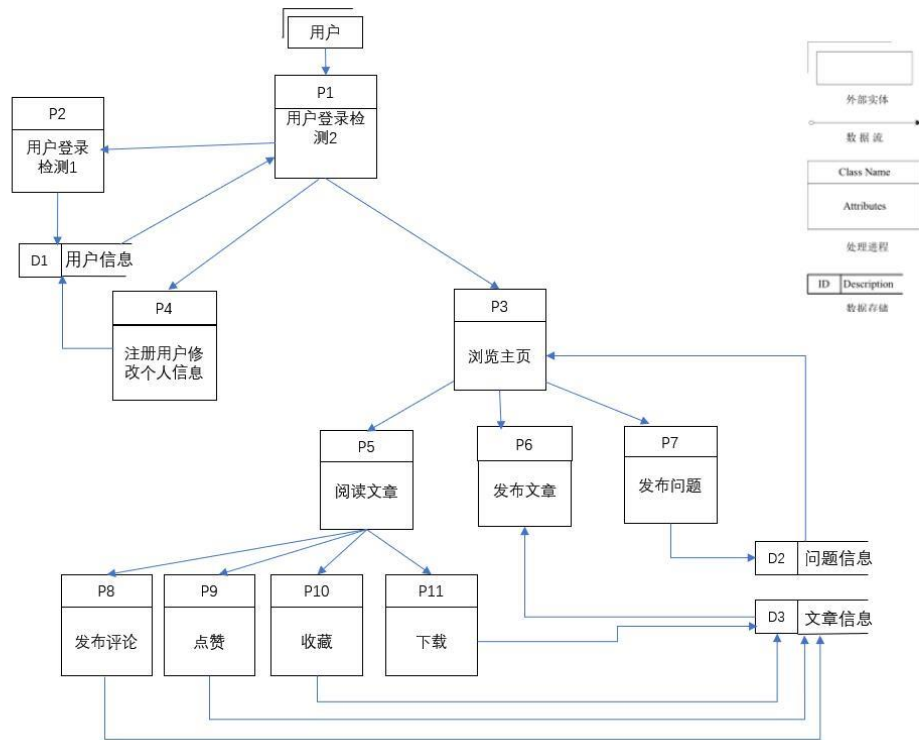 用户
P1
用户登录检
测2
P2
用户登录
检测1
D1
用户信息
P4
注册用户修
改个人信息
P3
浏览主页
P5
阅读文章
P6
发布文章
P7
发布问题
P8
发布评论
P9
点赞
P10
收藏
P11
下载
D2
问题信息
D3
文章信息
外部实体
数据流
Class Name
Attributes
处理进程
ID
Description
数据存储